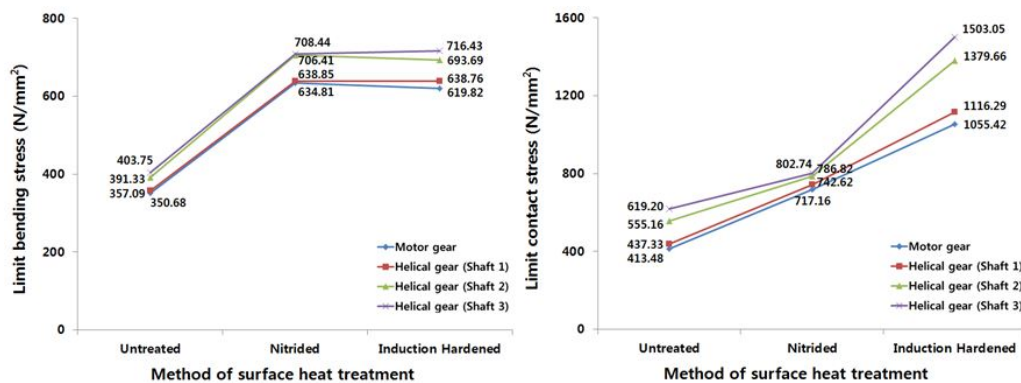 Limit bending stress (N/mm²)
800
600
400
200
0
708.44
706.41
638.85
634.81
716.43
693.69
638.76
619.82
403.75
391.33
357.09
350.68
Motor gear
Helical gear (Shaft 1)
Helical gear (Shaft 2)
Helical gear (Shaft 3)
Untreated
Nitrided
Induction Hardened
Method of surface heat treatment
Limit contact stress (N/mm²)
1600
1200
800
400
0
1503.05
1379.66
1116.29
1055.42
802.74
786.82
742.62
717.16
619.20
555.16
437.33
413.48
Motor gear
Helical gear (Shaft 1)
Helical gear (Shaft 2)
Helical gear (Shaft 3)
Untreated
Nitrided
Induction Hardened
Method of surface heat treatment